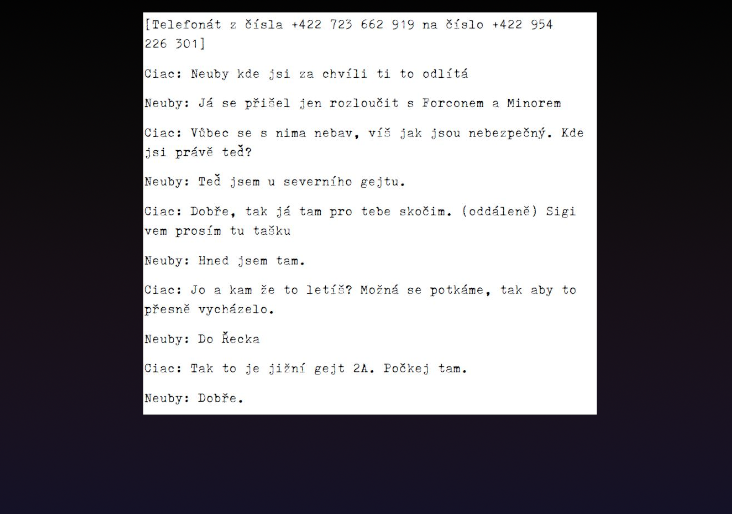 [Telefonát z čísla +422 723 662 919 na číslo +422 954
226 301]
Ciac: Neuby kde jsi za chvíli ti to odlítá
Neuby: Já se přišel jen rozloučit s Forconem a Minorem
Ciac: Vůbec se s nima nebav, víš jak jsou nebezpečný. Kde
jsi právě teď?
Neuby: Teď jsem u severního gejtu.
Ciac: Dobře, tak já tam pro tebe skočim. (oddáleně) Sigi
vem prosím tu tašku
Neuby: Hned jsem tam.
Ciac: Jo a kam že to letíš? Možná se potkáme, tak aby to
přesně vycházelo.
Neuby: Do Řecka
Ciac: Tak to je jižní gejt 2A. Počkej tam.
Neuby: Dobře.